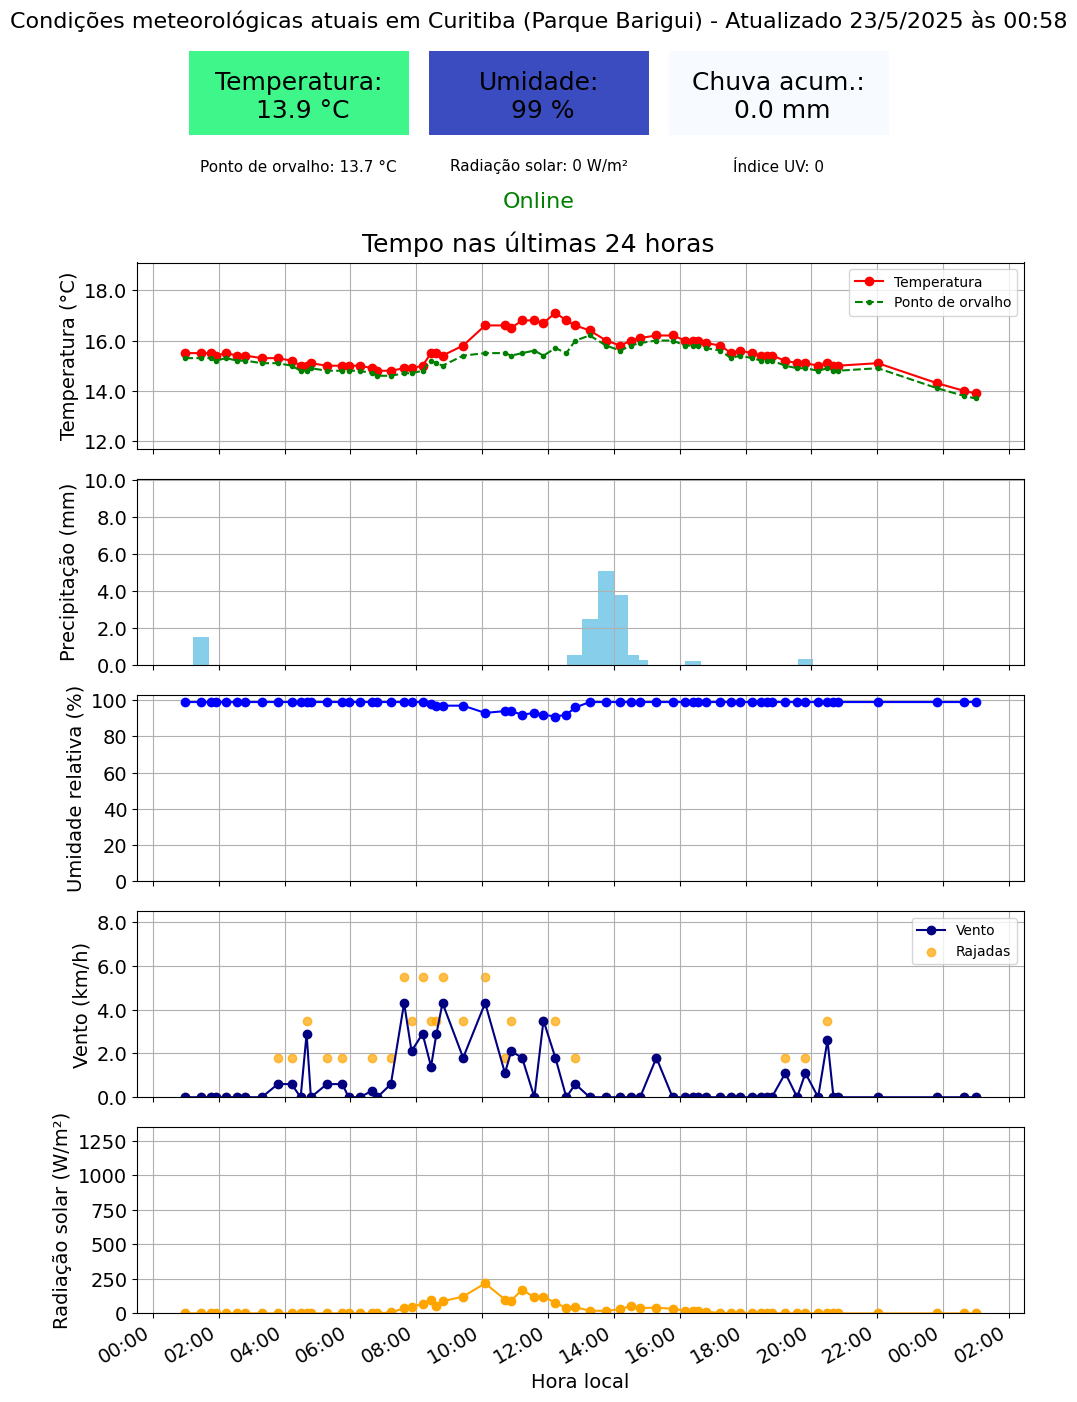 Condições meteorológicas atuais em Curitiba (Parque Barigui) - Atualizado 23/5/2025 às 00:58
Temperatura:
13.9 °C
Umidade:
99 %
Chuva acum.:
0.0 mm
Ponto de orvalho: 13.7 °C
Radiação solar: 0 W/m²
Índice UV: 0
Online
Tempo nas últimas 24 horas
Temperatura (°C)
18.0
16.0
14.0
12.0
Temperatura
Ponto de orvalho
Precipitação (mm)
10.0
8.0
6.0
4.0
2.0
0.0
Umidade relativa (%)
100
80
60
40
20
0
Vento (km/h)
8.0
6.0
4.0
2.0
0.0
Vento
Rajadas
Radiação solar (W/m²)
1250
1000
750
500
250
0
00:00
02:00
04:00
06:00
08:00
10:00
12:00
14:00
16:00
18:00
20:00
22:00
00:00
02:00
Hora local